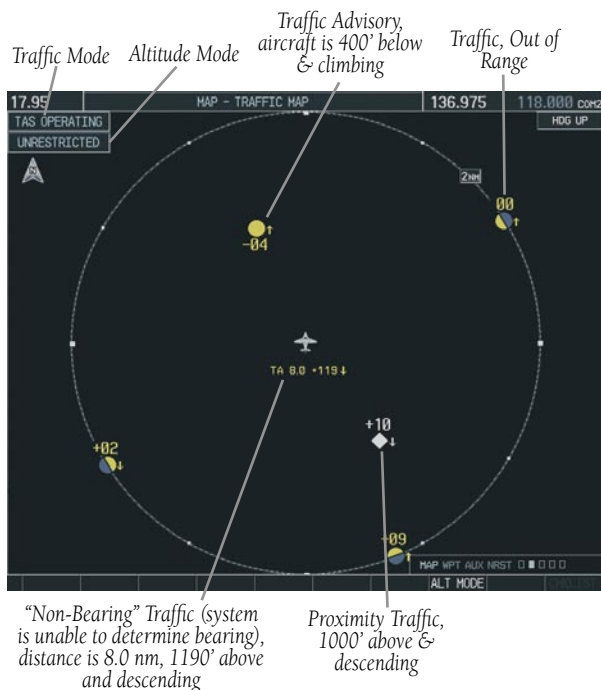 Traffic Advisory,
aircraft is 400' below
& climbing
Traffic, Out of
Range
Traffic Mode
Altitude Mode
17.95
MAP – TRAFFIC MAP
136.975
118.000 COM2
TAS OPERATING
UNRESTRICTED
HDG UP
N
2NM
00
-04
TA 8.0 +119↓
+10
+02
+09
MAP WPT AUX NRST
ALT MODE
"Non-Bearing" Traffic (system
is unable to determine bearing),
distance is 8.0 nm, 1190' above
and descending
Proximity Traffic,
1000' above &
descending